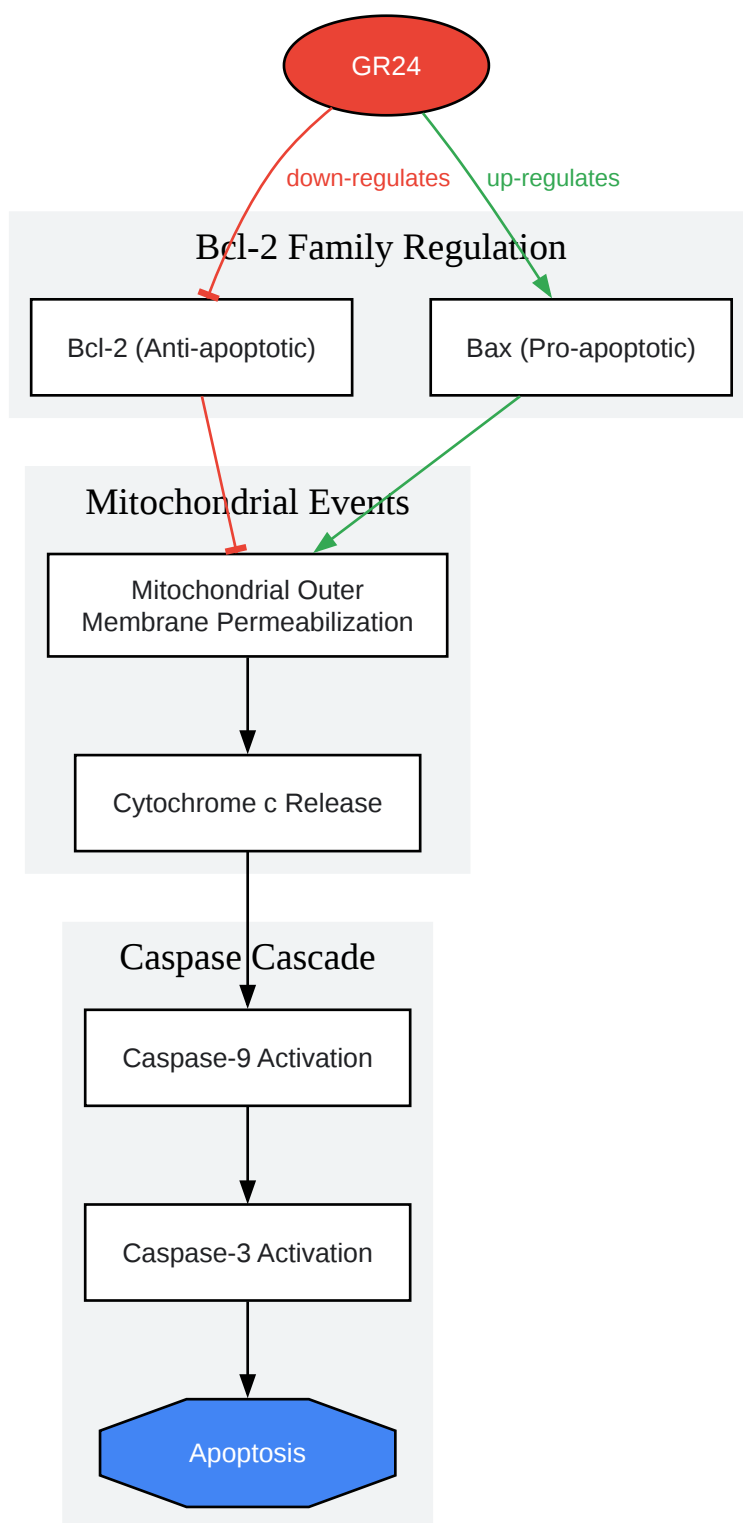 GR24
down-regulates
up-regulates
Bcl-2 Family Regulation
Bcl-2 (Anti-apoptotic)
Bax (Pro-apoptotic)
Mitochondrial Events
Mitochondrial Outer
Membrane Permeabilization
Cytochrome c Release
Caspase Cascade
Caspase-9 Activation
Caspase-3 Activation
Apoptosis